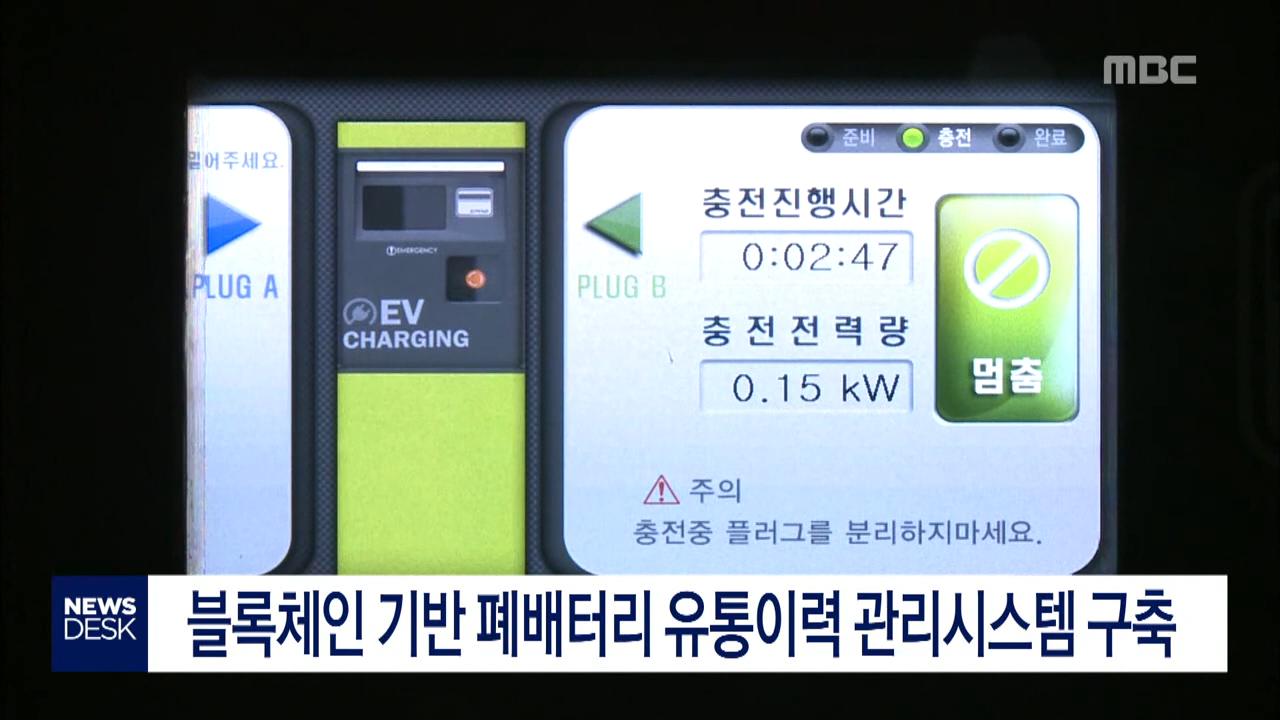 MBC
준비 충전 완료
밀어주세요.
충전진행시간
0:02:47
PLUG A
EMERGENCY
PLUG B
EV
CHARGING
충전전력량
0.15 kW
멈춤
주의
충전중 플러그를 분리하지마세요.
NEWS
DESK
블록체인 기반 폐배터리 유통이력 관리시스템 구축